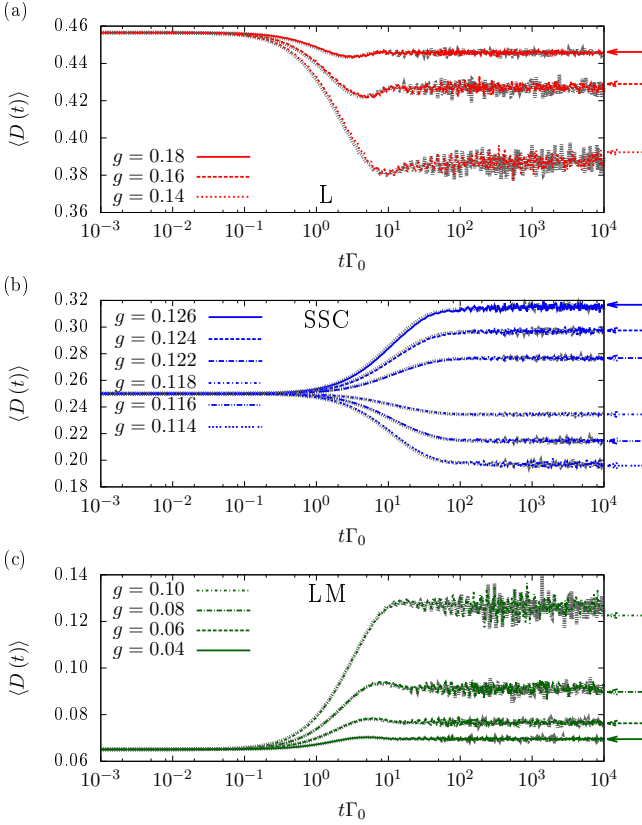 (a)
0.46
0.43
0.40
0.38
0.36
⟨D(t)⟩
g = 0.18
g = 0.16
g = 0.14
L
10⁻³ 10⁻² 10⁻¹ 10⁰ 10¹ 10² 10³ 10⁴
tΓ₀
(b)
0.32
0.30
0.28
0.26
0.24
0.22
0.20
0.18
⟨D(t)⟩
SSC
g = 0.126
g = 0.124
g = 0.122
g = 0.118
g = 0.116
g = 0.114
10⁻³ 10⁻² 10⁻¹ 10⁰ 10¹ 10² 10³ 10⁴
tΓ₀
(c)
0.14
0.12
0.10
0.08
0.06
⟨D(t)⟩
LM
g = 0.10
g = 0.08
g = 0.06
g = 0.04
10⁻³ 10⁻² 10⁻¹ 10⁰ 10¹ 10² 10³ 10⁴
tΓ₀